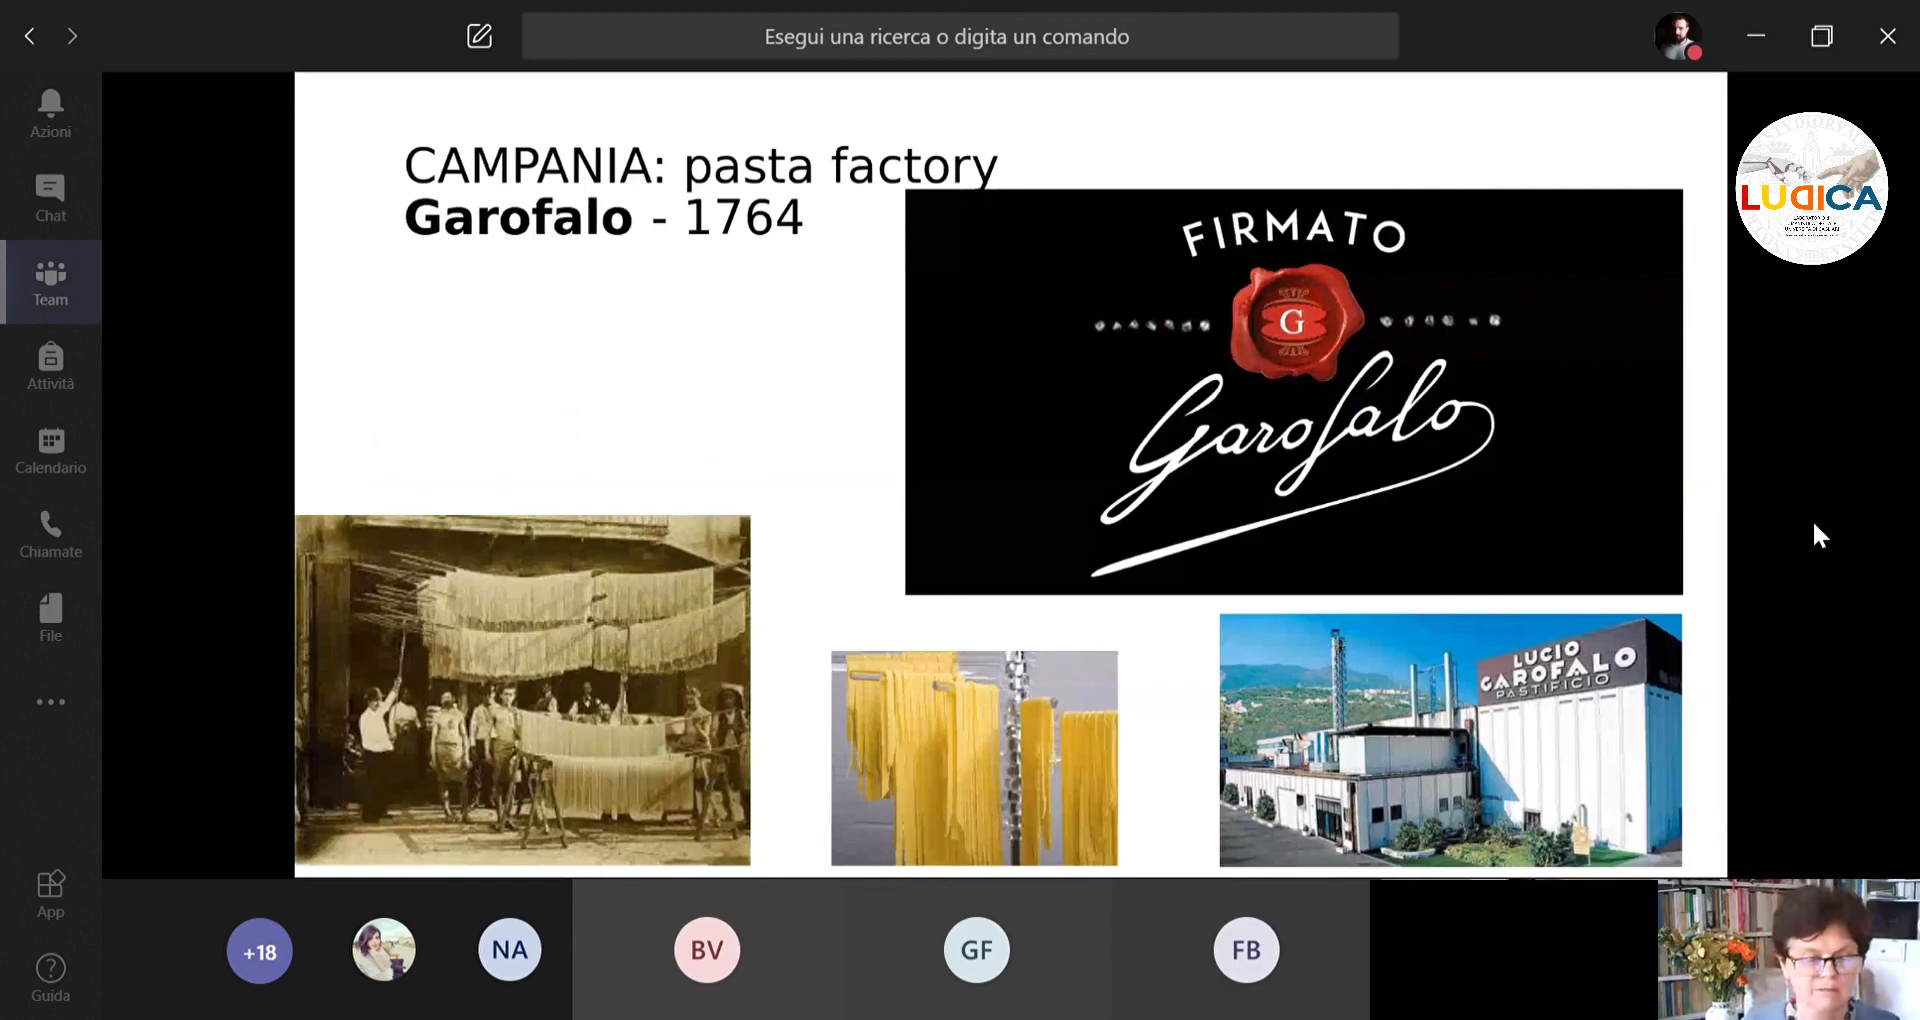 Esegui una ricerca o digita un comando
Azioni
Chat
Team
Attività
Calendario
Chiamate
File
App
Guida
CAMPANIA: pasta factory
Garofalo - 1764
FIRMATO
G
Garofalo
LUCIO
GAROFALO
PASTIFICIO
LUDICA
+18
NA
BV
GF
FB